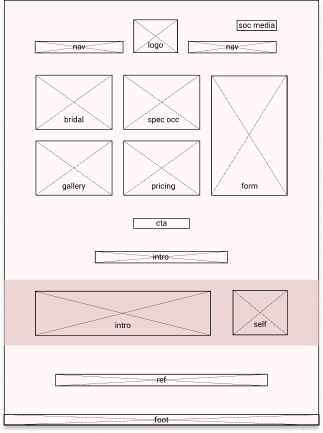 soc media
nav
logo
nav
bridal
spec occ
gallery
pricing
form
cta
intro
intro
self
ref
foot